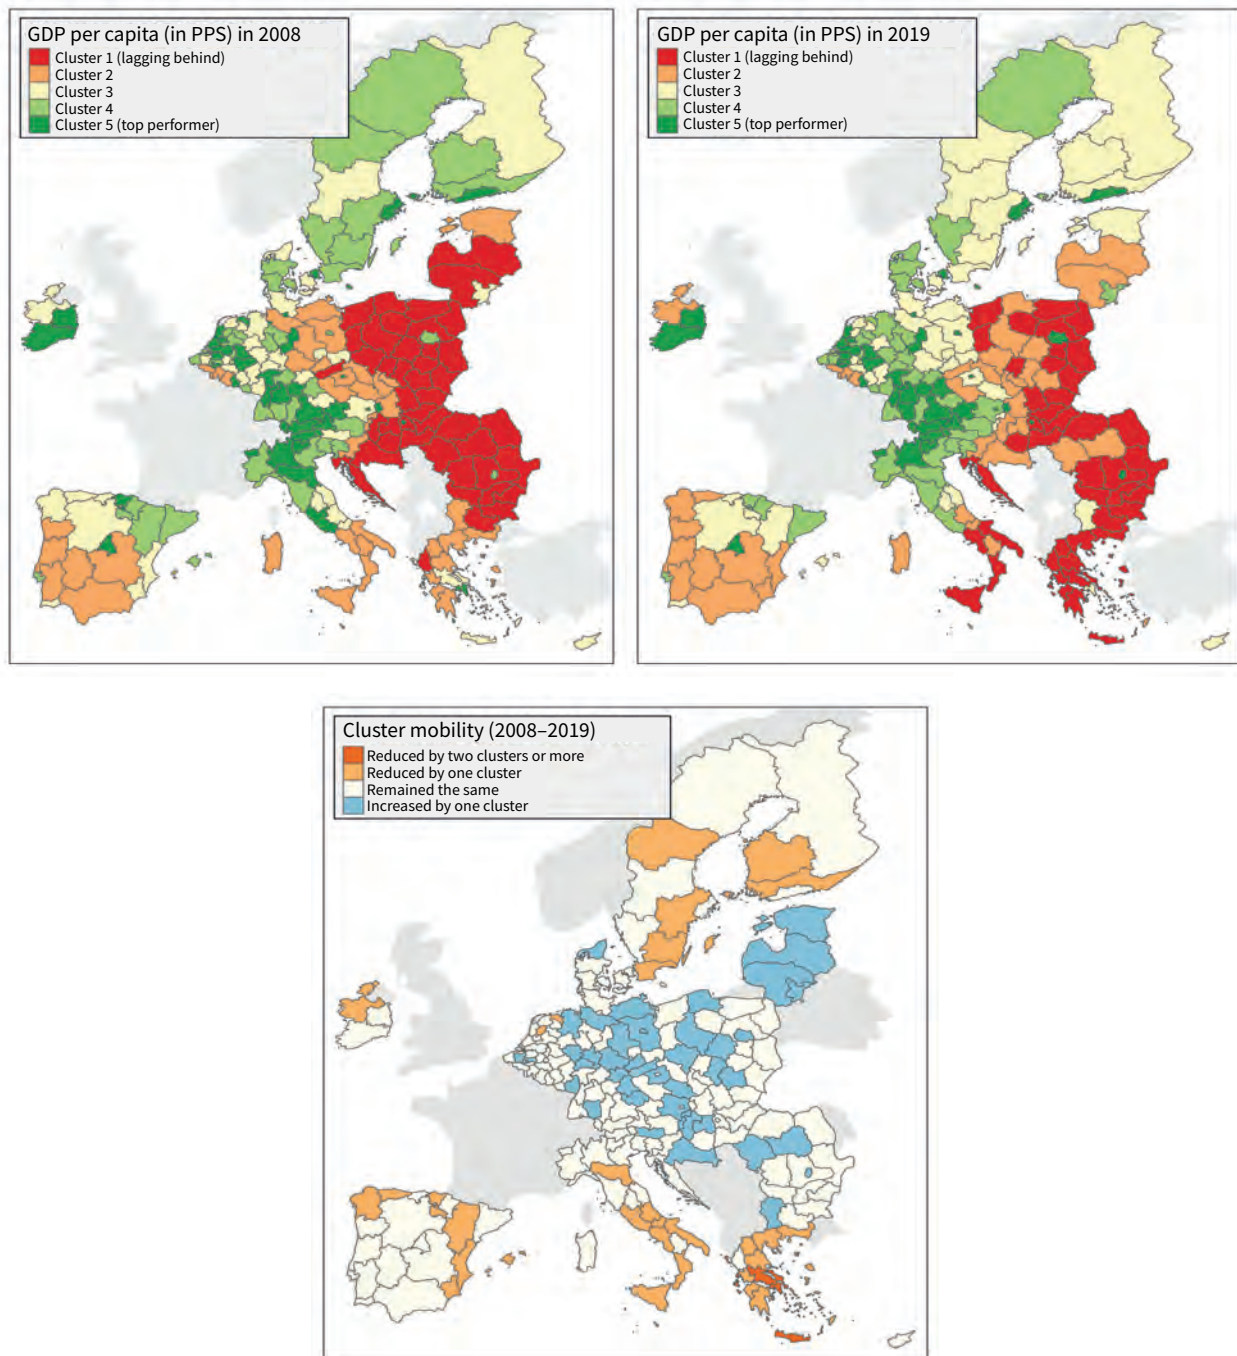 GDP per capita (in PPS) in 2008
Cluster 1 (lagging behind)
Cluster 2
Cluster 3
Cluster 4
Cluster 5 (top performer)
GDP per capita (in PPS) in 2019
Cluster 1 (lagging behind)
Cluster 2
Cluster 3
Cluster 4
Cluster 5 (top performer)
Cluster mobility (2008–2019)
Reduced by two clusters or more
Reduced by one cluster
Remained the same
Increased by one cluster